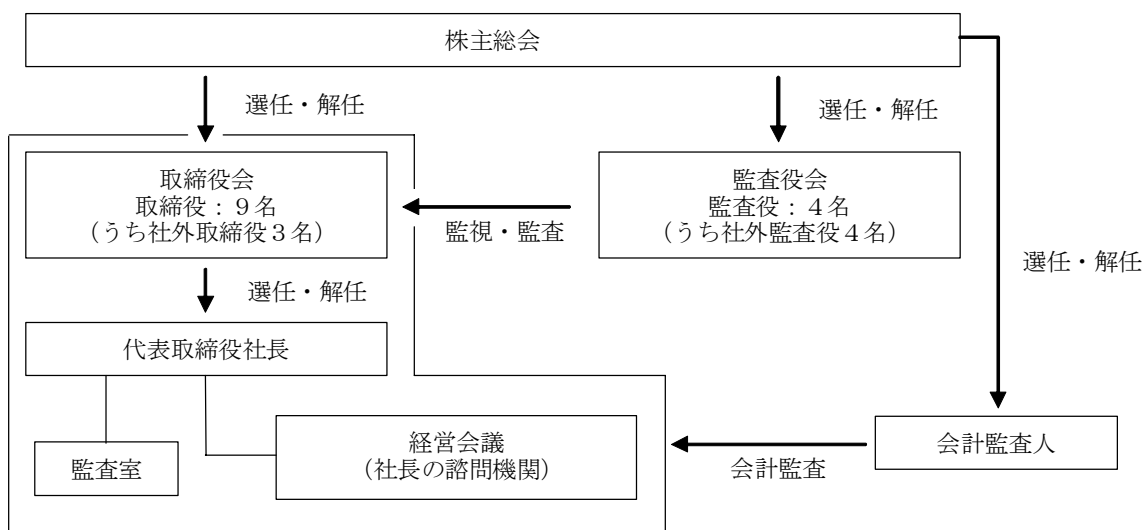 株主総会
選任・解任
選任・解任
取締役会
取締役：９名
（うち社外取締役３名）
監査役会
監査役：４名
（うち社外監査役４名）
監視・監査
選任・解任
選任・解任
代表取締役社長
経営会議
（社長の諮問機関）
監査室
会計監査人
会計監査